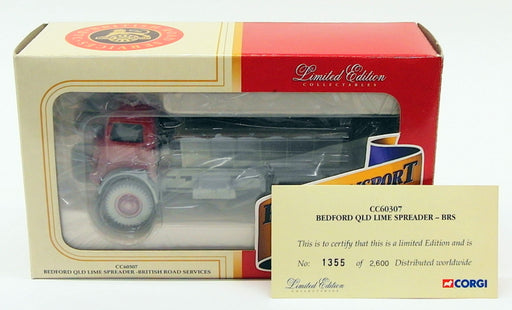 Limited Edition
COLLECTABLES
CC60307
BEDFORD QLD LIME SPREADER -BRITISH ROAD SERVICES
CC60307
BEDFORD QLD LIME SPREADER – BRS
This is to certify that this is a limited Edition and is
No: 1355 of 2,600 Distributed worldwide
Limited Edition
COLLECTABLES
CORGI